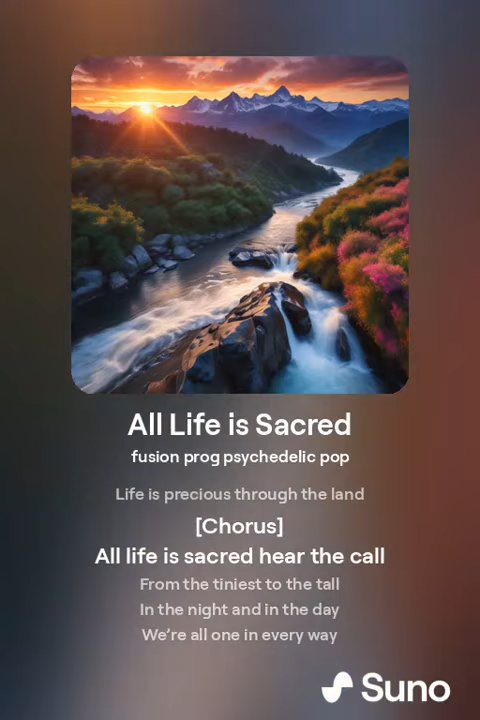 All Life is Sacred
fusion prog psychedelic pop
Life is precious through the land
[Chorus]
All life is sacred hear the call
From the tiniest to the tall
In the night and in the day
We're all one in every way
Suno